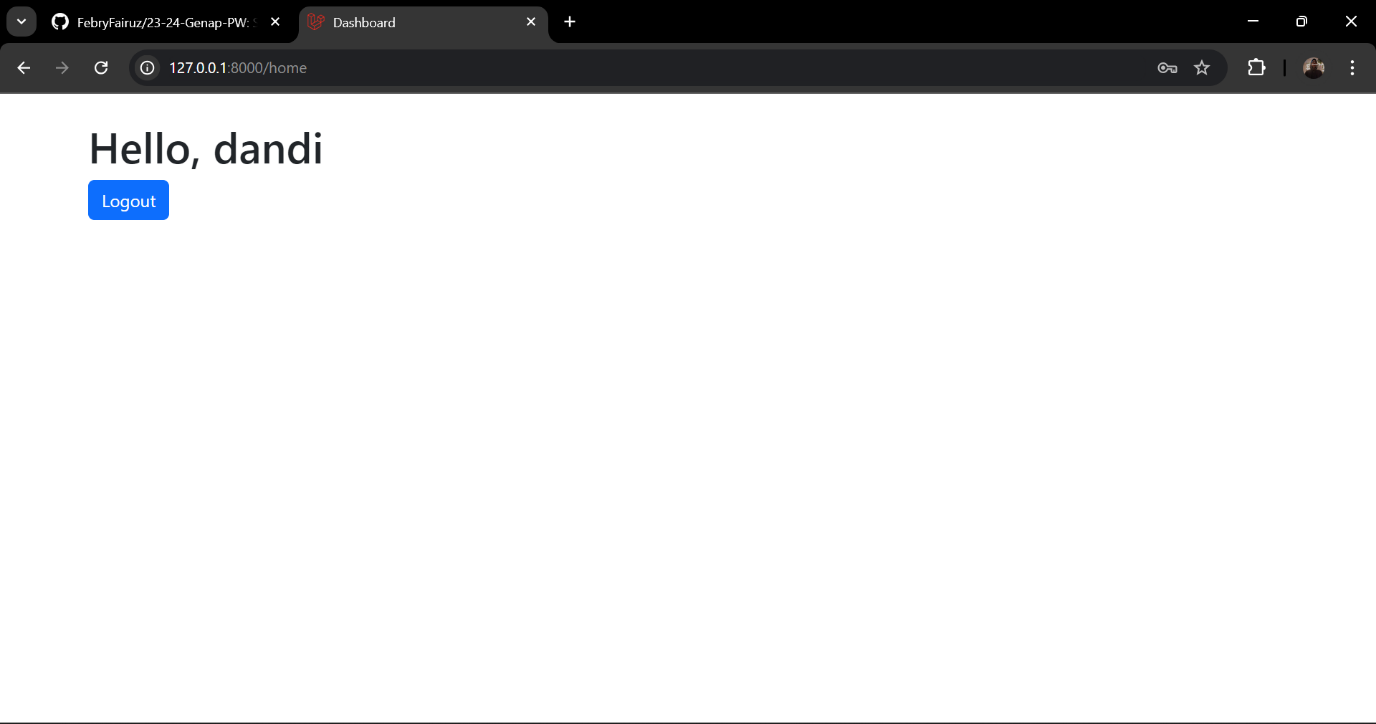 FebryFairuz/23-24-Genap-PW:
Dashboard
127.0.0.1:8000/home
Hello, dandi
Logout